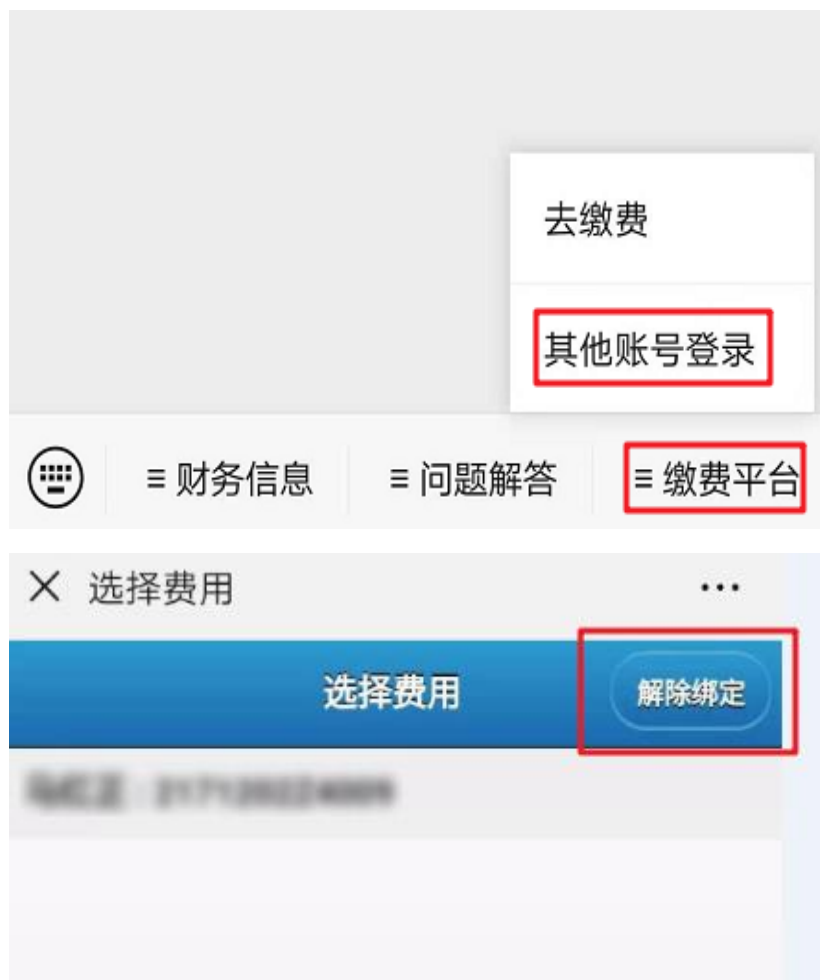 去缴费
其他账号登录
≡ 财务信息 ≡ 问题解答 ≡ 缴费平台
× 选择费用 ...
选择费用 解除绑定